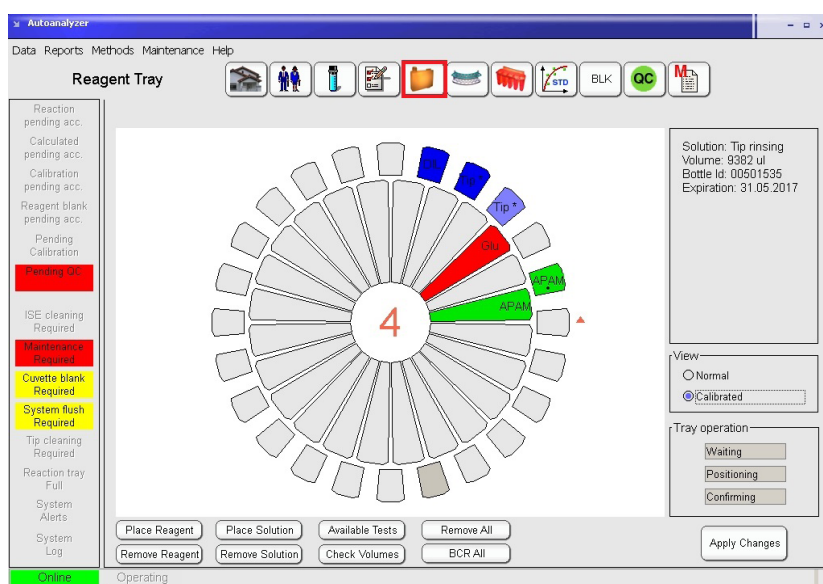 Autoanalyzer
Data Reports Methods Maintenance Help
Reagent Tray
STD
BLK
QC
M
Reaction
pending acc.
Calculated
pending acc.
Calibration
pending acc.
Reagent blank
pending acc.
Pending
Calibration
Pending QC
ISE cleaning
Required
Maintenance
Required
Cuvette blank
Required
System flush
Required
Tip cleaning
Required
Reaction tray
Full
System
Alerts
System
Log
DIL
Tip *
Tip *
Glu
APAM
*
APAM
4
Solution: Tip rinsing
Volume: 9382 ul
Bottle Id: 00501535
Expiration: 31.05.2017
View
Normal
Calibrated
Tray operation
Waiting
Positioning
Confirming
Place Reagent
Place Solution
Available Tests
Remove All
Remove Reagent
Remove Solution
Check Volumes
BCR All
Apply Changes
Online
Operating